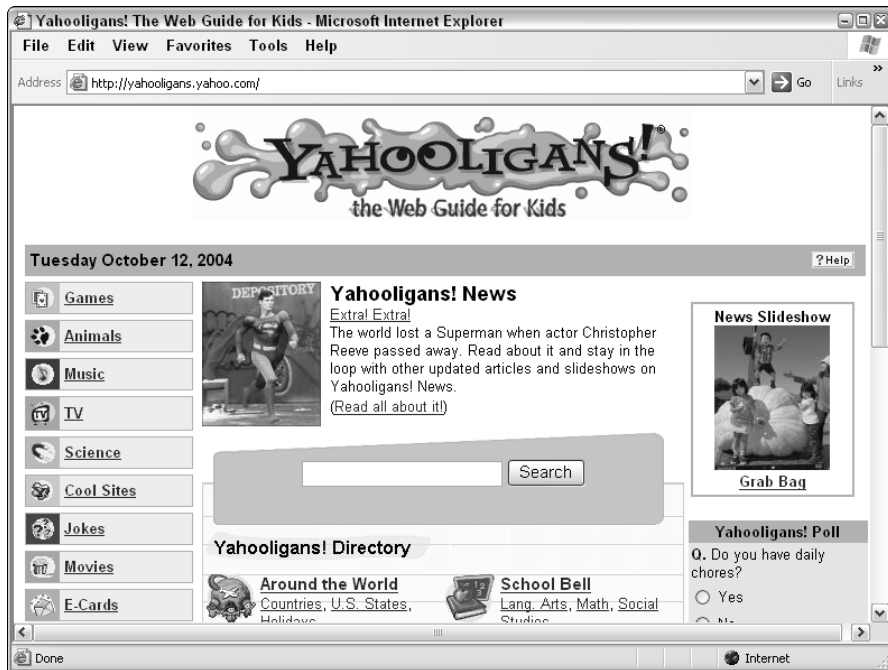 Yahooligans! The Web Guide for Kids - Microsoft Internet Explorer
File Edit View Favorites Tools Help
Address http://yahooligans.yahoo.com/ Go Links »
YAHOOLIGANS!®
the Web Guide for Kids
Tuesday October 12, 2004 ? Help
Games
Animals
Music
TV
Science
Cool Sites
Jokes
Movies
E-Cards
DEPOSITORY
Yahooligans! News
Extra! Extra!
The world lost a Superman when actor Christopher
Reeve passed away. Read about it and stay in the
loop with other updated articles and slideshows on
Yahooligans! News.
(Read all about it!)
Search
Yahooligans! Directory
Around the World
Countries, U.S. States,
Holidays
School Bell
Lang. Arts, Math, Social
Studies
News Slideshow
Grab Bag
Yahooligans! Poll
Q. Do you have daily
chores?
Yes
No
Done Internet